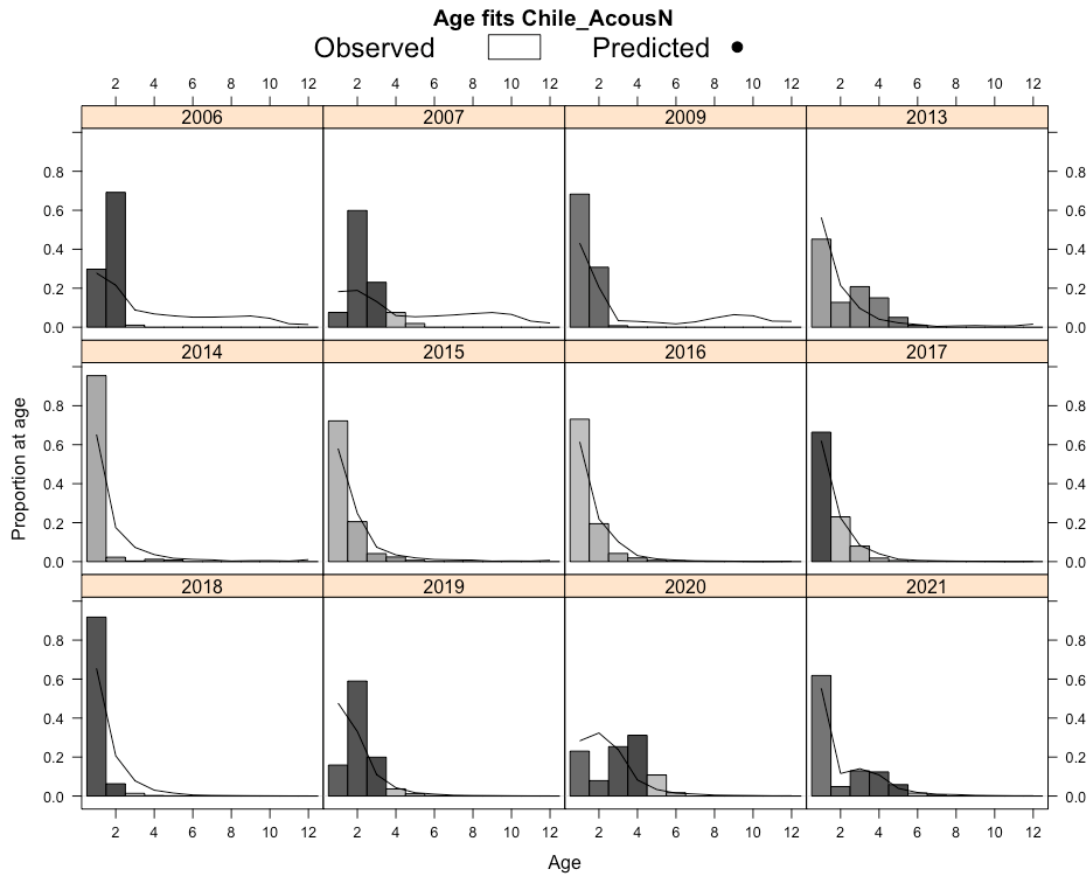 Age fits Chile_AcousN
Observed Predicted
2 4 6 8 10 12 2 4 6 8 10 12
2 4 6 8 10 12 2 4 6 8 10 12
2006 2007 2009 2013
0.8 0.8
0.6 0.6
0.4 0.4
0.2 0.2
0.0 0.0
2014 2015 2016 2017
0.8 0.8
0.6 0.6
0.4 0.4
0.2 0.2
0.0 0.0
Proportion at age
2018 2019 2020 2021
0.8 0.8
0.6 0.6
0.4 0.4
0.2 0.2
0.0 0.0
2 4 6 8 10 12 2 4 6 8 10 12
2 4 6 8 10 12 2 4 6 8 10 12
Age